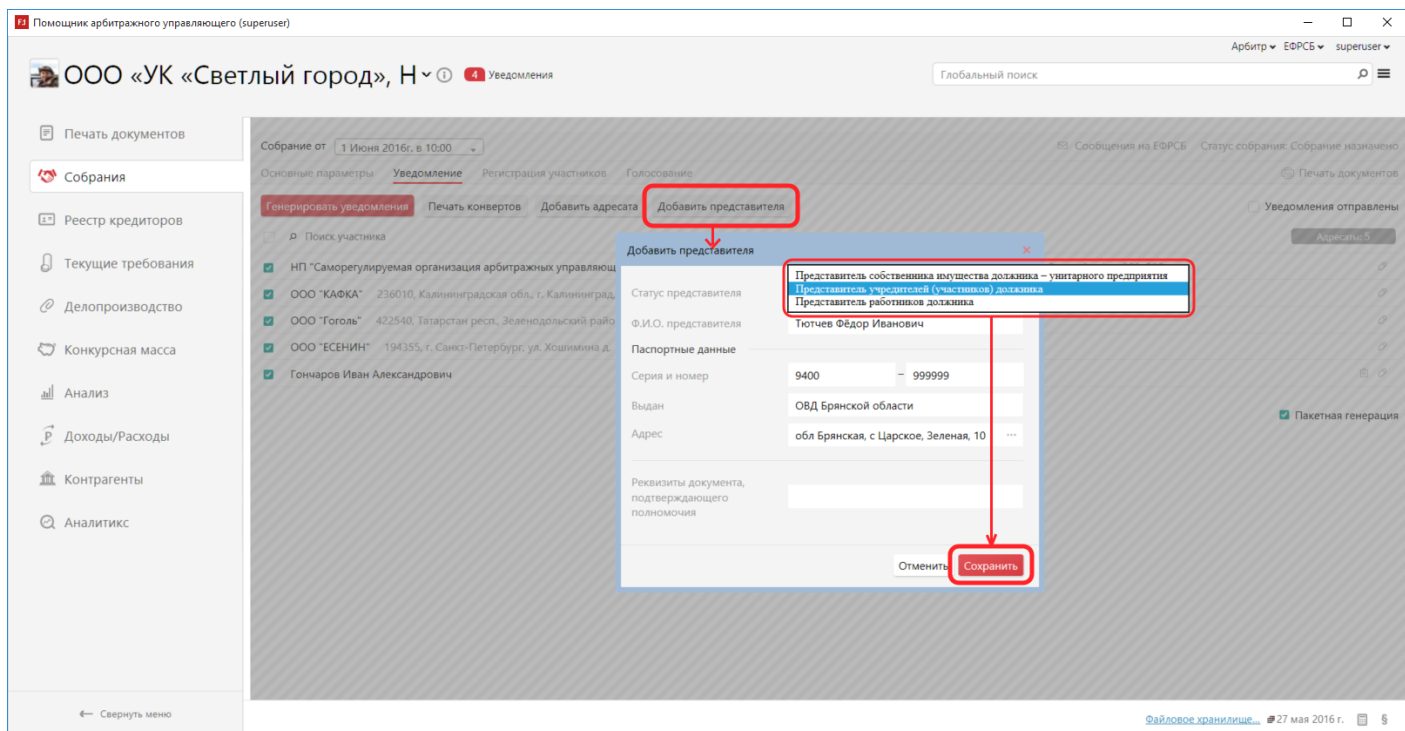 Помощник арбитражного управляющего (superuser)
Арбитр ЕФРСБ superuser
ООО «УК «Светлый город», Н 4 Уведомления
Глобальный поиск
Печать документов
Собрания
Реестр кредиторов
Текущие требования
Делопроизводство
Конкурсная масса
Анализ
Доходы/Расходы
Контрагенты
Аналитикс
← Свернуть меню
Собрание от 1 Июня 2016г. в 10:00
Сообщения на ЕФРСБ Статус собрания: Собрание назначено
Основные параметры Уведомление Регистрация участников Голосование
Печать документов
Генерировать уведомления Печать конвертов Добавить адресата Добавить представителя
Уведомления отправлены
Поиск участника
Адресаты: 5
НП "Саморегулируемая организация арбитражных управляющ
ООО "КАФКА" 236010, Калининградская обл., г. Калининград,
ООО "Гоголь" 422540, Татарстан респ., Зеленодольский райо
ООО "ЕСЕНИН" 194355, г. Санкт-Петербург, ул. Хошимина д.
Гончаров Иван Александрович
Пакетная генерация
Добавить представителя
Статус представителя
Представитель собственника имущества должника – унитарного предприятия
Представитель учредителей (участников) должника
Представитель работников должника
Ф.И.О. представителя Тютчев Фёдор Иванович
Паспортные данные
Серия и номер 9400 – 999999
Выдан ОВД Брянской области
Адрес обл Брянская, с Царское, Зеленая, 10 ...
Реквизиты документа,
подтверждающего
полномочия
Отменить Сохранить
Файловое хранилище... # 27 мая 2016 г. §